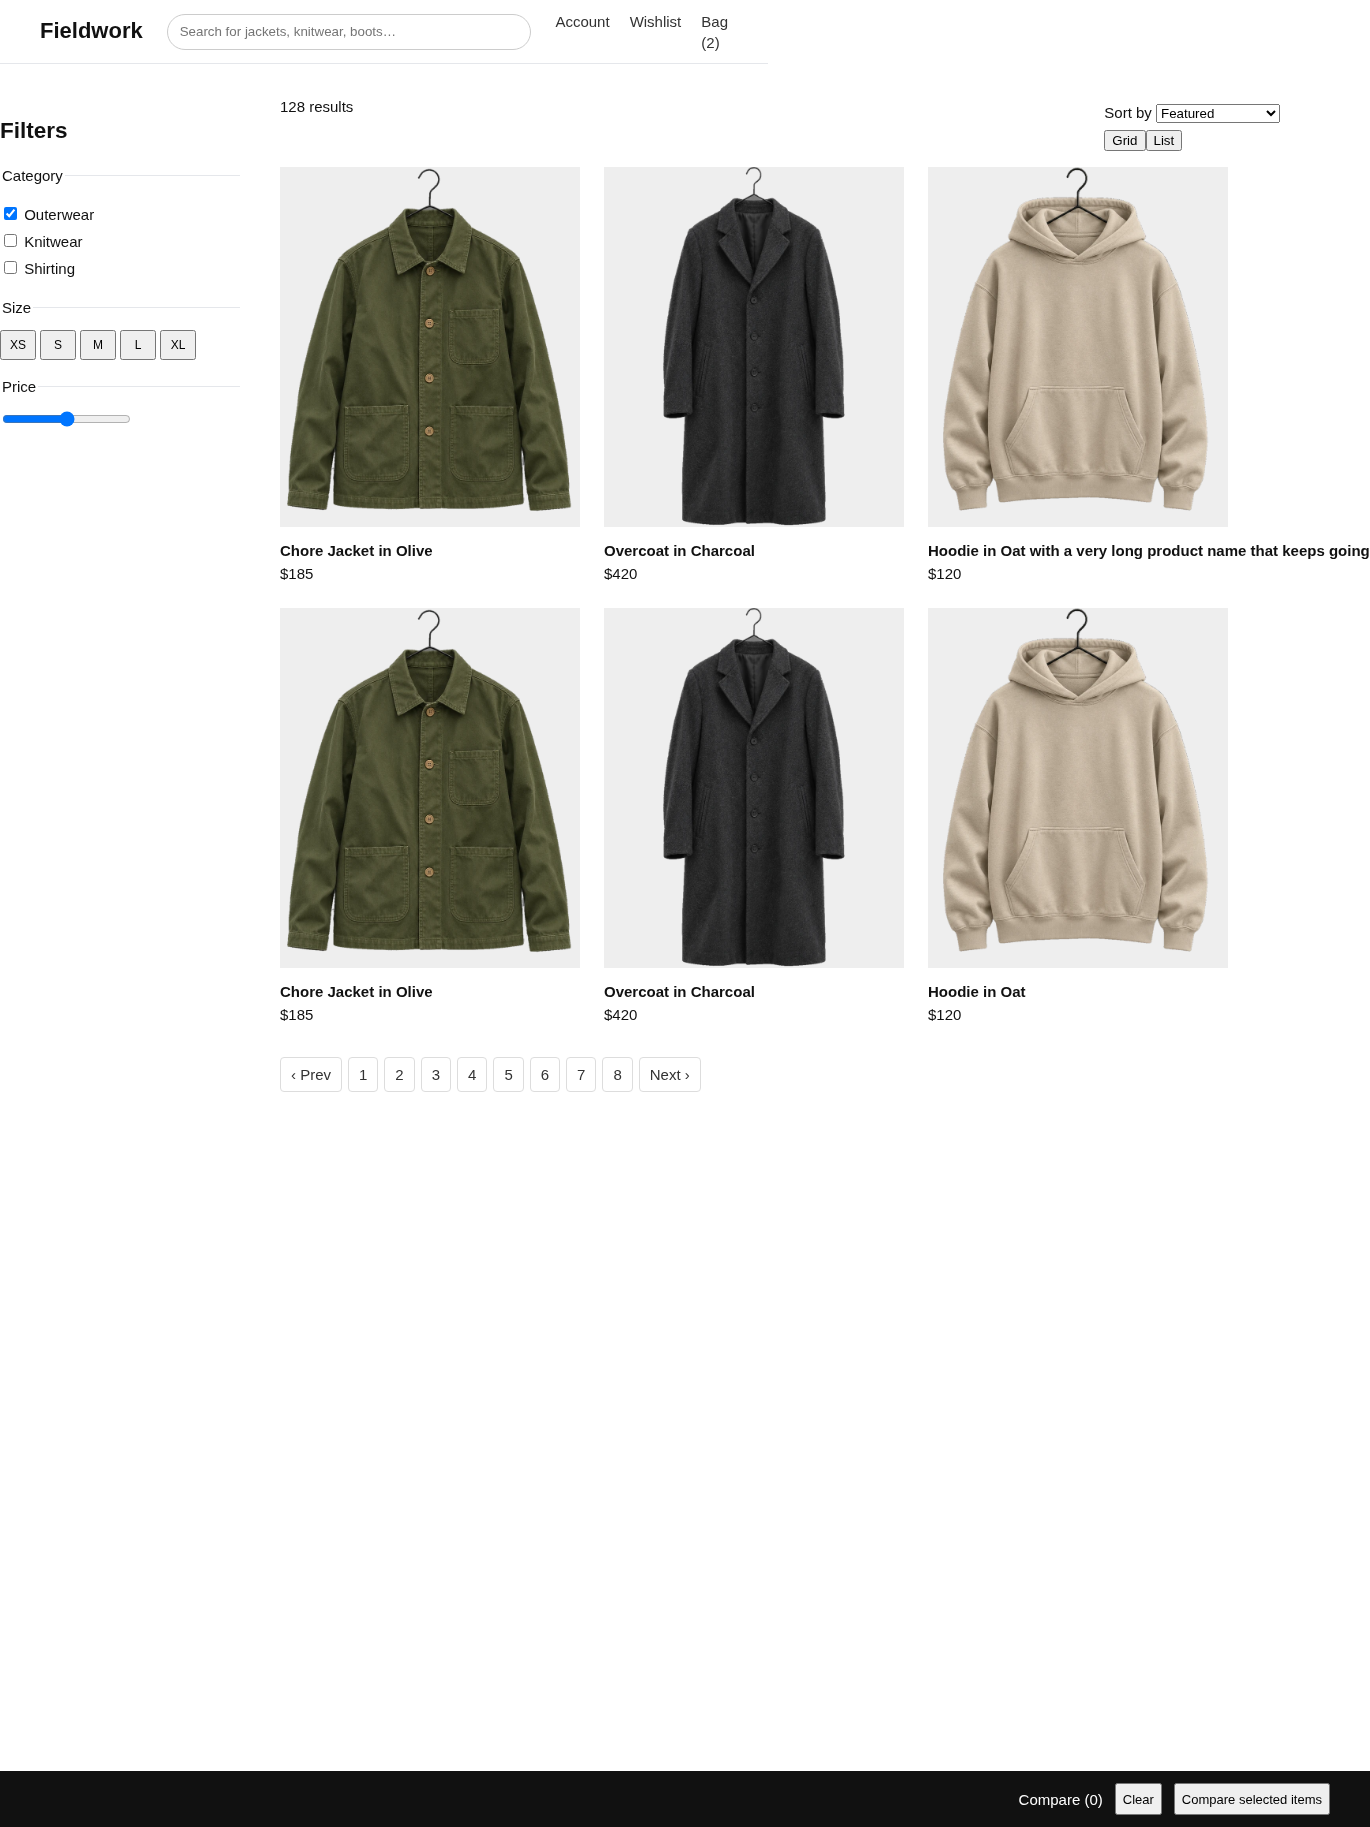 Fieldwork
Search for jackets, knitwear, boots…
Account
Wishlist
Bag
(2)
Filters
Category
Outerwear
Knitwear
Shirting
Size
XS S M L XL
Price
128 results
Sort by Featured
Grid List
Chore Jacket in Olive
$185
Overcoat in Charcoal
$420
Hoodie in Oat with a very long product name that keeps going
$120
Chore Jacket in Olive
$185
Overcoat in Charcoal
$420
Hoodie in Oat
$120
‹ Prev 1 2 3 4 5 6 7 8 Next ›
Compare (0) Clear Compare selected items